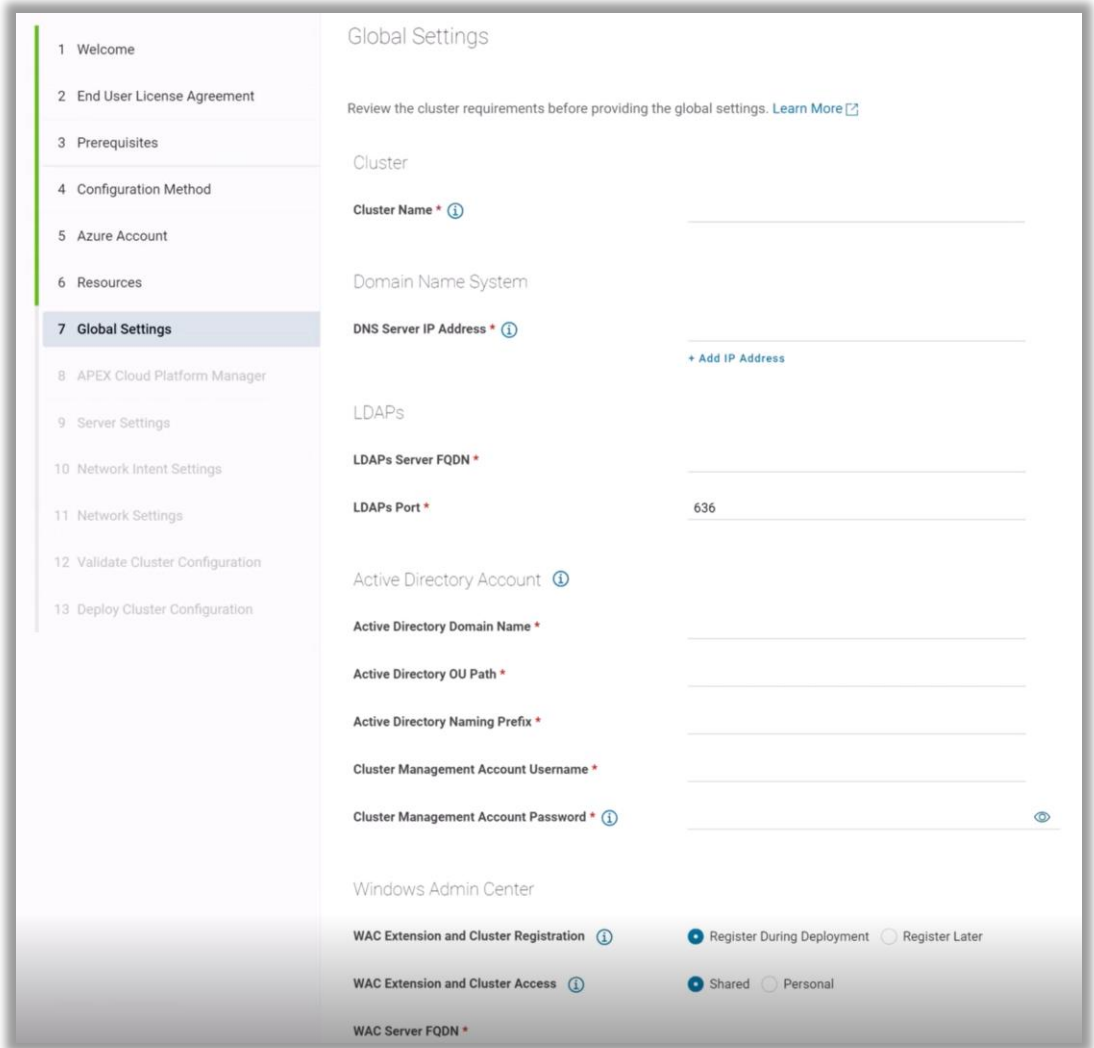 1 Welcome
2 End User License Agreement
3 Prerequisites
4 Configuration Method
5 Azure Account
6 Resources
7 Global Settings
8 APEX Cloud Platform Manager
9 Server Settings
10 Network Intent Settings
11 Network Settings
12 Validate Cluster Configuration
13 Deploy Cluster Configuration
Global Settings
Review the cluster requirements before providing the global settings. Learn More
Cluster
Cluster Name *
Domain Name System
DNS Server IP Address *
+ Add IP Address
LDAPs
LDAPs Server FQDN *
LDAPs Port * 636
Active Directory Account
Active Directory Domain Name *
Active Directory OU Path *
Active Directory Naming Prefix *
Cluster Management Account Username *
Cluster Management Account Password *
Windows Admin Center
WAC Extension and Cluster Registration Register During Deployment Register Later
WAC Extension and Cluster Access Shared Personal
WAC Server FQDN *